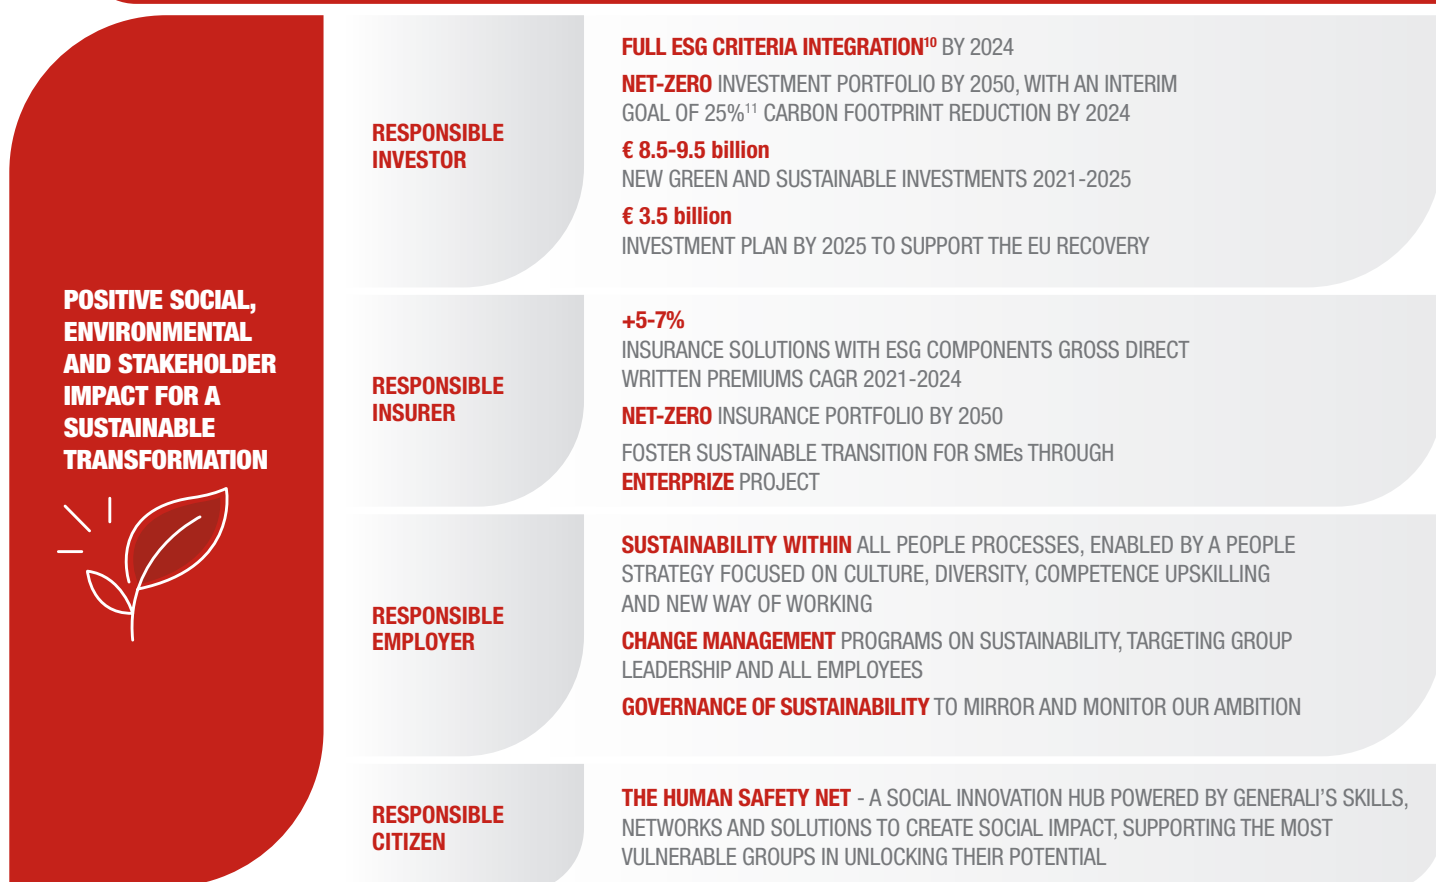 POSITIVE SOCIAL,
ENVIRONMENTAL
AND STAKEHOLDER
IMPACT FOR A
SUSTAINABLE
TRANSFORMATION
RESPONSIBLE
INVESTOR
FULL ESG CRITERIA INTEGRATION¹⁰ BY 2024
NET-ZERO INVESTMENT PORTFOLIO BY 2050, WITH AN INTERIM
GOAL OF 25%¹¹ CARBON FOOTPRINT REDUCTION BY 2024
€ 8.5-9.5 billion
NEW GREEN AND SUSTAINABLE INVESTMENTS 2021-2025
€ 3.5 billion
INVESTMENT PLAN BY 2025 TO SUPPORT THE EU RECOVERY
RESPONSIBLE
INSURER
+5-7%
INSURANCE SOLUTIONS WITH ESG COMPONENTS GROSS DIRECT
WRITTEN PREMIUMS CAGR 2021-2024
NET-ZERO INSURANCE PORTFOLIO BY 2050
FOSTER SUSTAINABLE TRANSITION FOR SMEs THROUGH
ENTERPRIZE PROJECT
RESPONSIBLE
EMPLOYER
SUSTAINABILITY WITHIN ALL PEOPLE PROCESSES, ENABLED BY A PEOPLE
STRATEGY FOCUSED ON CULTURE, DIVERSITY, COMPETENCE UPSKILLING
AND NEW WAY OF WORKING
CHANGE MANAGEMENT PROGRAMS ON SUSTAINABILITY, TARGETING GROUP
LEADERSHIP AND ALL EMPLOYEES
GOVERNANCE OF SUSTAINABILITY TO MIRROR AND MONITOR OUR AMBITION
RESPONSIBLE
CITIZEN
THE HUMAN SAFETY NET - A SOCIAL INNOVATION HUB POWERED BY GENERALI'S SKILLS,
NETWORKS AND SOLUTIONS TO CREATE SOCIAL IMPACT, SUPPORTING THE MOST
VULNERABLE GROUPS IN UNLOCKING THEIR POTENTIAL